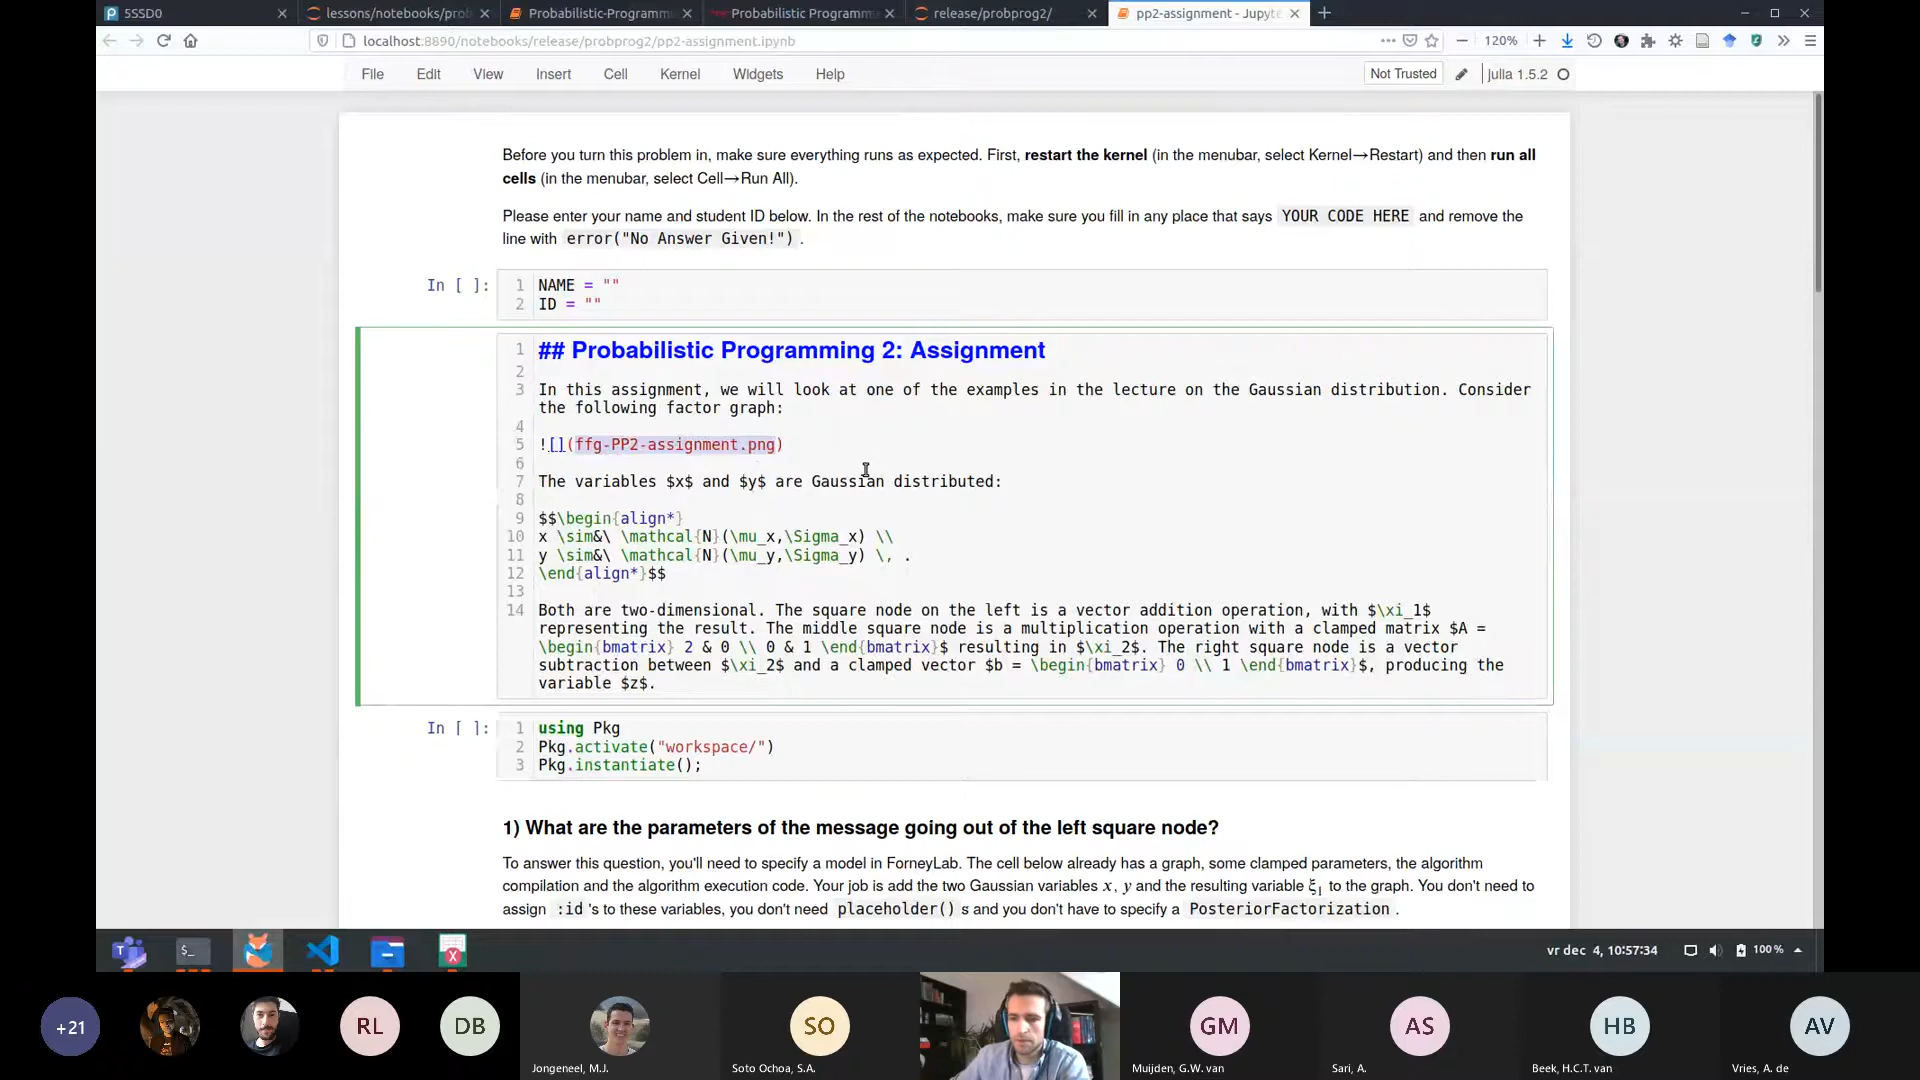 5SSD0
lessons/notebooks/prob
Probabilistic-Programm
Probabilistic Programm
release/probprog2/
pp2-assignment - Jupyte
localhost:8890/notebooks/release/probprog2/pp2-assignment.ipynb
120%
File Edit View Insert Cell Kernel Widgets Help
Not Trusted
Julia 1.5.2
Before you turn this problem in, make sure everything runs as expected. First, restart the kernel (in the menubar, select Kernel→Restart) and then run all
cells (in the menubar, select Cell→Run All).
Please enter your name and student ID below. In the rest of the notebooks, make sure you fill in any place that says YOUR CODE HERE and remove the
line with error("No Answer Given!") .
In [ ]:
1 NAME = ""
2 ID = ""
1 ## Probabilistic Programming 2: Assignment
2
3 In this assignment, we will look at one of the examples in the lecture on the Gaussian distribution. Consider
the following factor graph:
4
5 ![](ffg-PP2-assignment.png)
6
7 The variables $x$ and $y$ are Gaussian distributed:
8
9 $$\begin{align*}
10 x \sim&\ \mathcal{N}(\mu_x,\Sigma_x) \\
11 y \sim&\ \mathcal{N}(\mu_y,\Sigma_y) \, .
12 \end{align*}$$
13
14 Both are two-dimensional. The square node on the left is a vector addition operation, with $\xi_1$
representing the result. The middle square node is a multiplication operation with a clamped matrix $A =
\begin{bmatrix} 2 & 0 \\ 0 & 1 \end{bmatrix}$ resulting in $\xi_2$. The right square node is a vector
subtraction between $\xi_2$ and a clamped vector $b = \begin{bmatrix} 0 \\ 1 \end{bmatrix}$, producing the
variable $z$.
In [ ]:
1 using Pkg
2 Pkg.activate("workspace/")
3 Pkg.instantiate();
1) What are the parameters of the message going out of the left square node?
To answer this question, you'll need to specify a model in ForneyLab. The cell below already has a graph, some clamped parameters, the algorithm
compilation and the algorithm execution code. Your job is add the two Gaussian variables x, y and the resulting variable ξ1 to the graph. You don't need to
assign :id 's to these variables, you don't need placeholder() s and you don't have to specify a PosteriorFactorization .
vr dec 4, 10:57:34
100 %
+21
RL
DB
SO
GM
AS
HB
AV
Jongeneel, M.J.
Soto Ochoa, S.A.
Muijden, G.W. van
Sari, A.
Beek, H.C.T. van
Vries, A. de